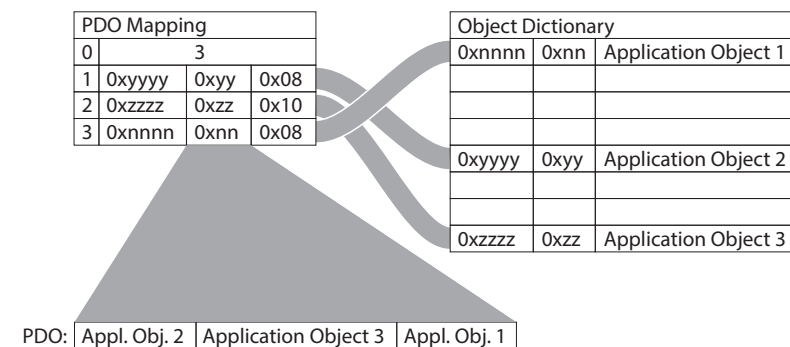 PDO Mapping
0 3
1 0xyyyy 0xyy 0x08
2 0xzzzz 0xzz 0x10
3 0xnnnn 0xnn 0x08
Object Dictionary
0xnnnn 0xnn Application Object 1
0xyyyy 0xyy Application Object 2
0xzzzz 0xzz Application Object 3
PDO: Appl. Obj. 2 Application Object 3 Appl. Obj. 1